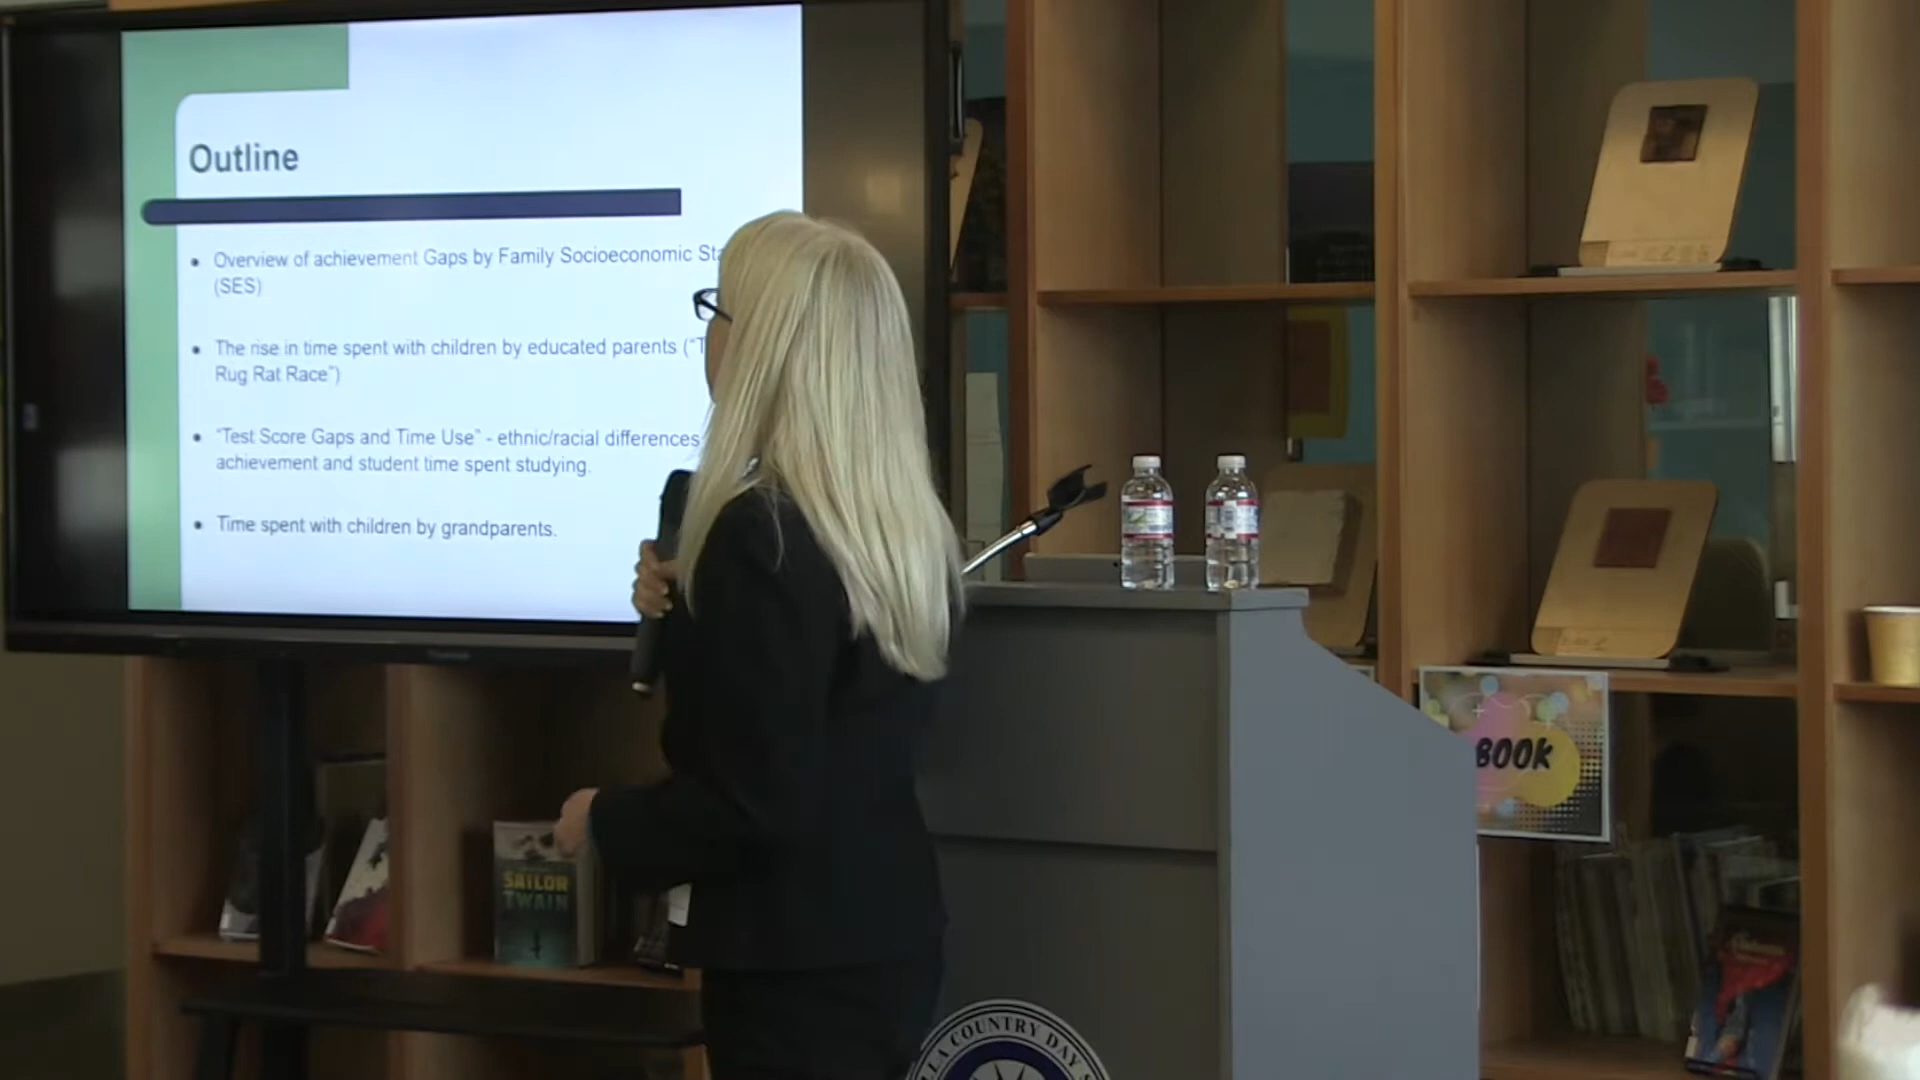 Outline
• Overview of achievement Gaps by Family Socioeconomic
(SES)
• The rise in time spent with children by educated parents
Rug Rat Race”)
• “Test Score Gaps and Time Use” - ethnic/racial differences
achievement and student time spent studying.
• Time spent with children by grandparents.
BOOK
SAILOR
TWAIN
COUNTRY DAY